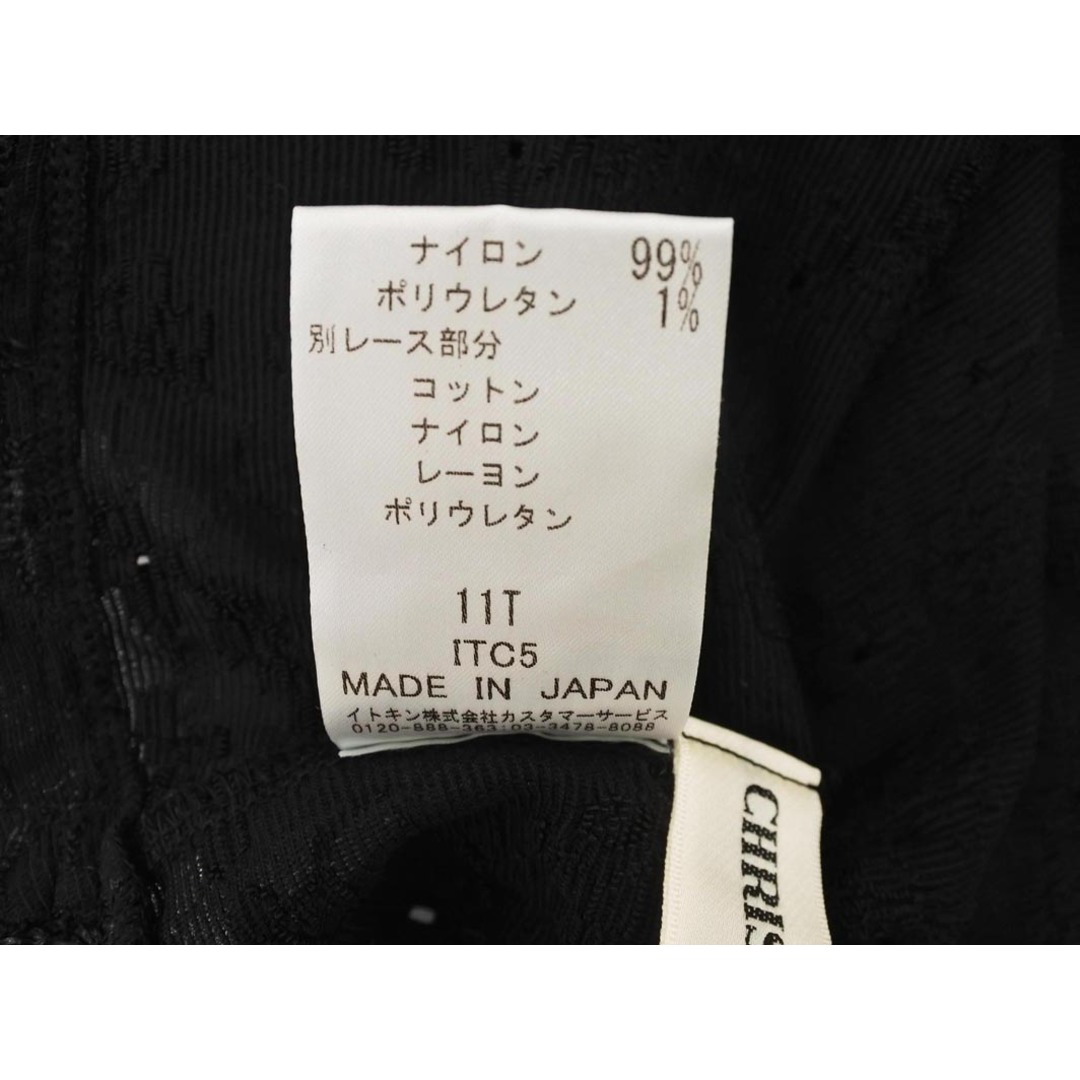 ナイロン 99%
ポリウレタン 1%
別レース部分
コットン
ナイロン
レーヨン
ポリウレタン
11T
ITC5
MADE IN JAPAN
イトキン株式会社カスタマーサービス
0120-888-363:03-3478-8088
CHRIS